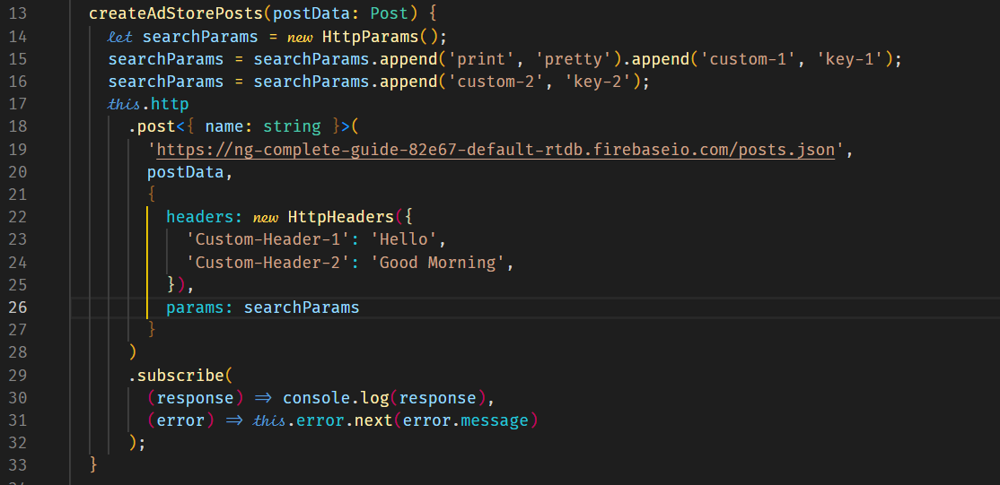 13 createAdStorePosts(postData: Post) {
14 let searchParams = new HttpParams();
15 searchParams = searchParams.append('print', 'pretty').append('custom-1', 'key-1');
16 searchParams = searchParams.append('custom-2', 'key-2');
17 this.http
18 .post<{ name: string }>(
19 'https://ng-complete-guide-82e67-default-rtdb.firebaseio.com/posts.json',
20 postData,
21 {
22 headers: new HttpHeaders({
23 'Custom-Header-1': 'Hello',
24 'Custom-Header-2': 'Good Morning',
25 }),
26 params: searchParams
27 }
28 )
29 .subscribe(
30 (response) => console.log(response),
31 (error) => this.error.next(error.message)
32 );
33 }